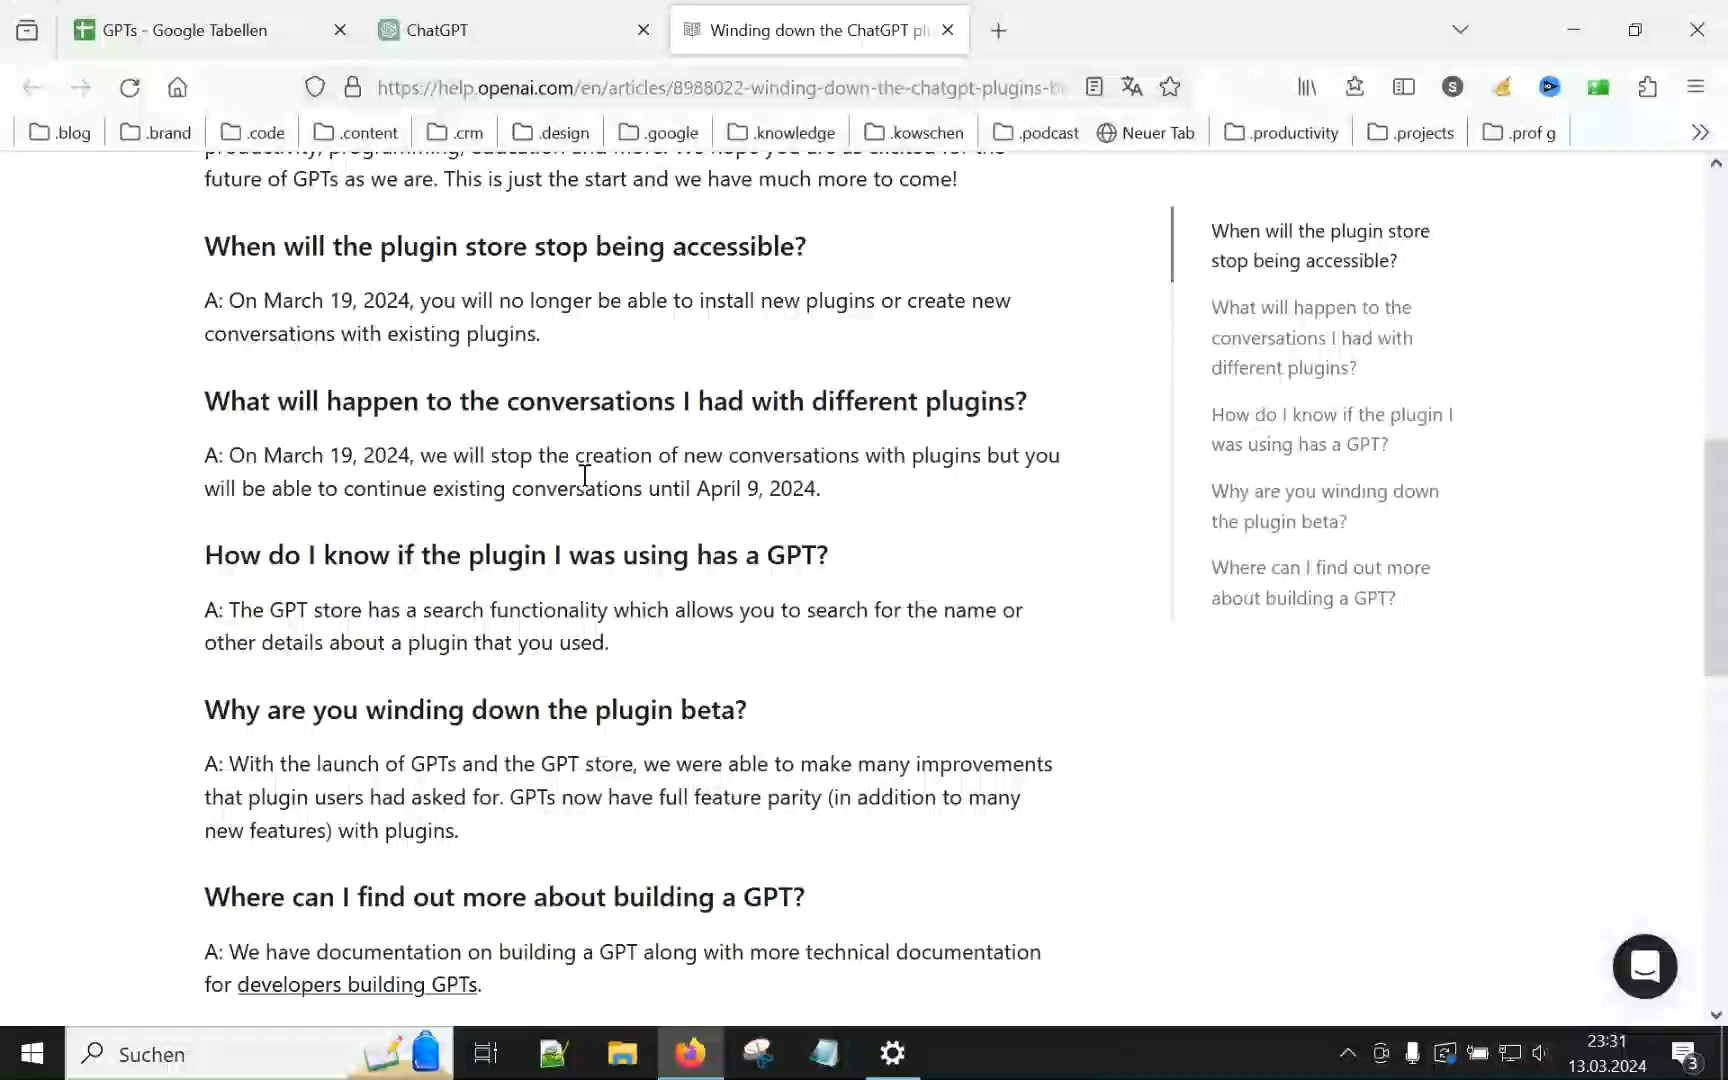 GPTs - Google Tabellen
ChatGPT
Winding down the ChatGPT pl
https://help.openai.com/en/articles/8988022-winding-down-the-chatgpt-plugins-b
S
.blog
.brand
.code
.content
.crm
.design
.google
.knowledge
.kowschen
.podcast
Neuer Tab
.productivity
.projects
.prof g
productivity, programming, education and more. We hope you are as excited for the
future of GPTs as we are. This is just the start and we have much more to come!
When will the plugin store stop being accessible?
A: On March 19, 2024, you will no longer be able to install new plugins or create new
conversations with existing plugins.
What will happen to the conversations I had with different plugins?
A: On March 19, 2024, we will stop the creation of new conversations with plugins but you
will be able to continue existing conversations until April 9, 2024.
How do I know if the plugin I was using has a GPT?
A: The GPT store has a search functionality which allows you to search for the name or
other details about a plugin that you used.
Why are you winding down the plugin beta?
A: With the launch of GPTs and the GPT store, we were able to make many improvements
that plugin users had asked for. GPTs now have full feature parity (in addition to many
new features) with plugins.
Where can I find out more about building a GPT?
A: We have documentation on building a GPT along with more technical documentation
for developers building GPTs.
When will the plugin store
stop being accessible?
What will happen to the
conversations I had with
different plugins?
How do I know if the plugin I
was using has a GPT?
Why are you winding down
the plugin beta?
Where can I find out more
about building a GPT?
Suchen
23:31
13.03.2024
3